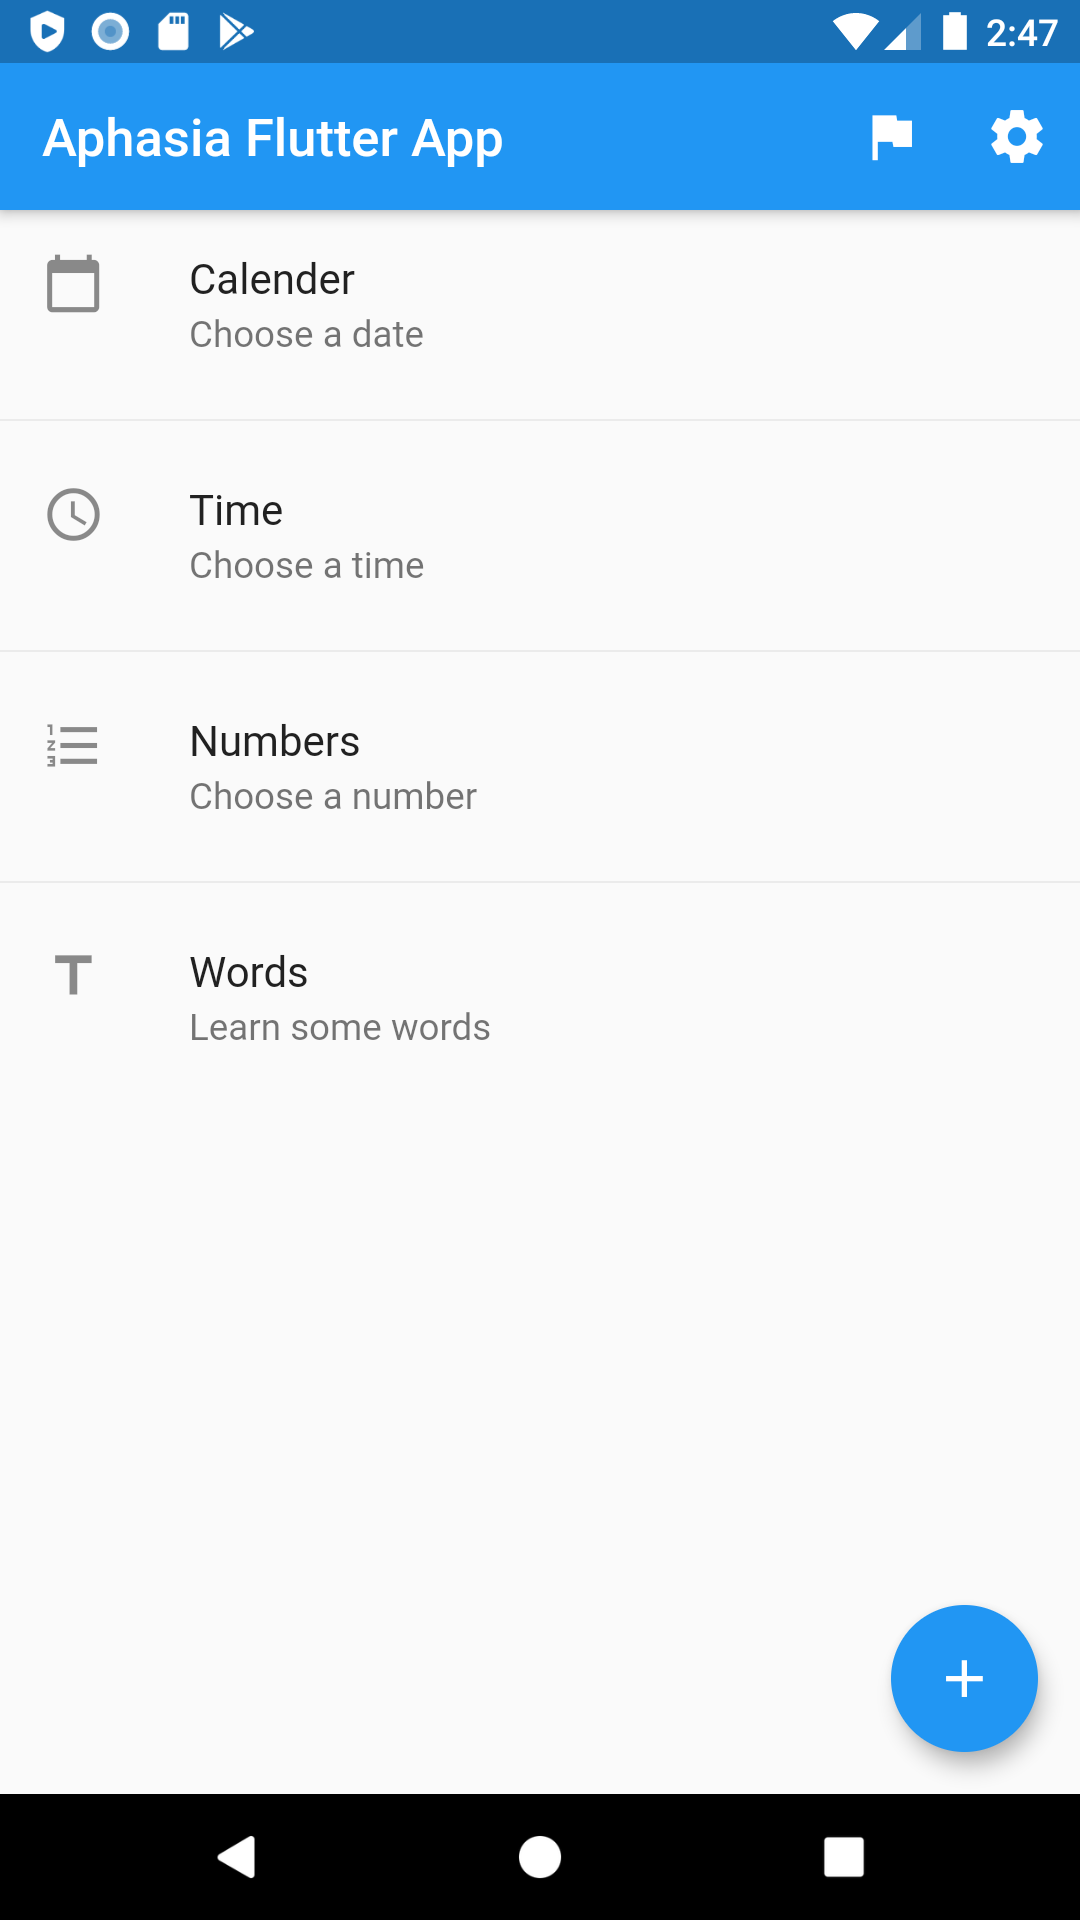 2:47
Aphasia Flutter App
Calender
Choose a date
Time
Choose a time
Numbers
Choose a number
Words
Learn some words